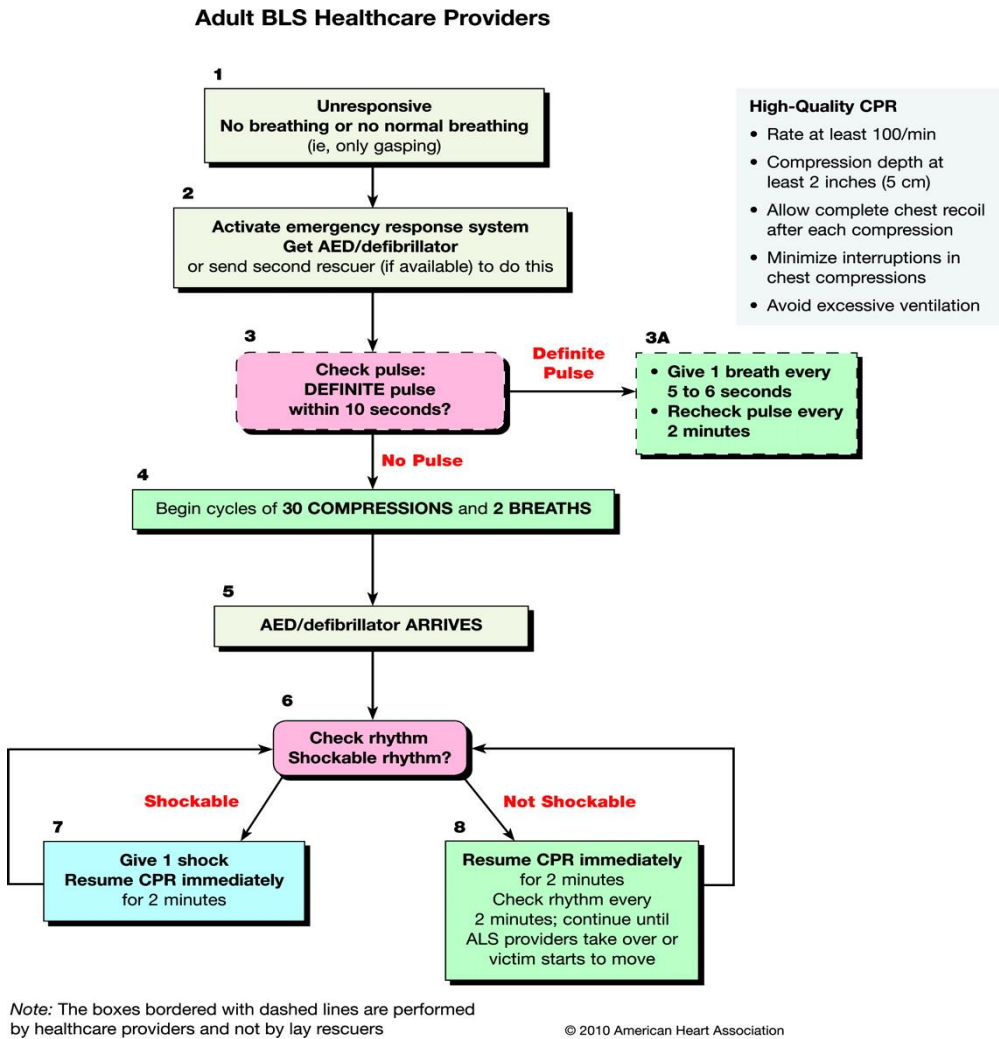 Adult BLS Healthcare Providers
1
Unresponsive
No breathing or no normal breathing
(ie, only gasping)
2
Activate emergency response system
Get AED/defibrillator
or send second rescuer (if available) to do this
High-Quality CPR
• Rate at least 100/min
• Compression depth at
least 2 inches (5 cm)
• Allow complete chest recoil
after each compression
• Minimize interruptions in
chest compressions
• Avoid excessive ventilation
3
Check pulse:
DEFINITE pulse
within 10 seconds?
Definite
Pulse
3A
• Give 1 breath every
5 to 6 seconds
• Recheck pulse every
2 minutes
No Pulse
4
Begin cycles of 30 COMPRESSIONS and 2 BREATHS
5
AED/defibrillator ARRIVES
6
Check rhythm
Shockable rhythm?
Shockable
Not Shockable
7
Give 1 shock
Resume CPR immediately
for 2 minutes
8
Resume CPR immediately
for 2 minutes
Check rhythm every
2 minutes; continue until
ALS providers take over or
victim starts to move
Note: The boxes bordered with dashed lines are performed
by healthcare providers and not by lay rescuers
© 2010 American Heart Association